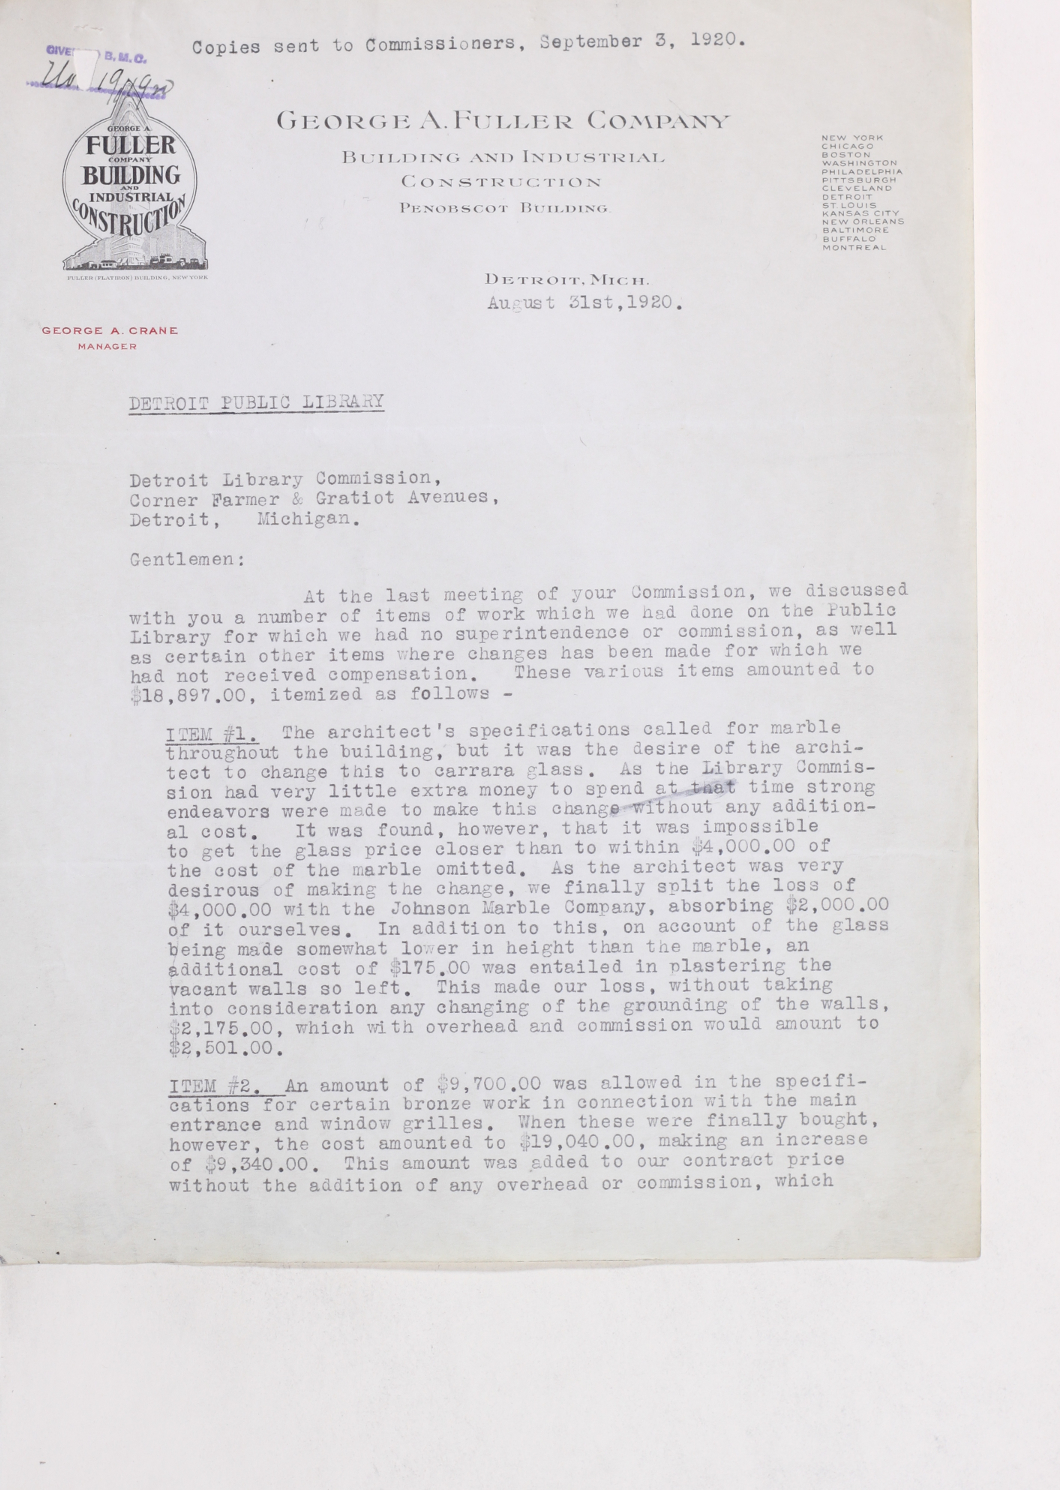 Copies sent to Commissioners, September 3, 1920.
B. M. C.
GEORGE A.
FULLER
COMPANY
BUILDING
AND
INDUSTRIAL
CONSTRUCTION
FULLER (FLATIRON) BUILDING, NEW YORK
GEORGE A. FULLER COMPANY
BUILDING AND INDUSTRIAL
CONSTRUCTION
PENOBSCOT BUILDING
NEW YORK
CHICAGO
BOSTON
WASHINGTON
PHILADELPHIA
PITTSBURGH
CLEVELAND
DETROIT
ST. LOUIS
KANSAS CITY
NEW ORLEANS
BALTIMORE
BUFFALO
MONTREAL
DETROIT, MICH.
August 31st,1920.
GEORGE A. CRANE
MANAGER
DETROIT PUBLIC LIBRARY
Detroit Library Commission,
Corner Farmer & Gratiot Avenues,
Detroit, Michigan.
Gentlemen:
At the last meeting of your Commission, we discussed
with you a number of items of work which we had done on the Public
Library for which we had no superintendence or commission, as well
as certain other items where changes has been made for which we
had not received compensation. These various items amounted to
$18,897.00, itemized as follows -
ITEM #1. The architect's specifications called for marble
throughout the building, but it was the desire of the archi-
tect to change this to carrara glass. As the Library Commis-
sion had very little extra money to spend at that time strong
endeavors were made to make this change without any addition-
al cost. It was found, however, that it was impossible
to get the glass price closer than to within $4,000.00 of
the cost of the marble omitted. As the architect was very
desirous of making the change, we finally split the loss of
$4,000.00 with the Johnson Marble Company, absorbing $2,000.00
of it ourselves. In addition to this, on account of the glass
being made somewhat lower in height than the marble, an
additional cost of $175.00 was entailed in plastering the
vacant walls so left. This made our loss, without taking
into consideration any changing of the grounding of the walls,
$2,175.00, which with overhead and commission would amount to
$2,501.00.
ITEM #2. An amount of $9,700.00 was allowed in the specifi-
cations for certain bronze work in connection with the main
entrance and window grilles. When these were finally bought,
however, the cost amounted to $19,040.00, making an increase
of $9,340.00. This amount was added to our contract price
without the addition of any overhead or commission, which